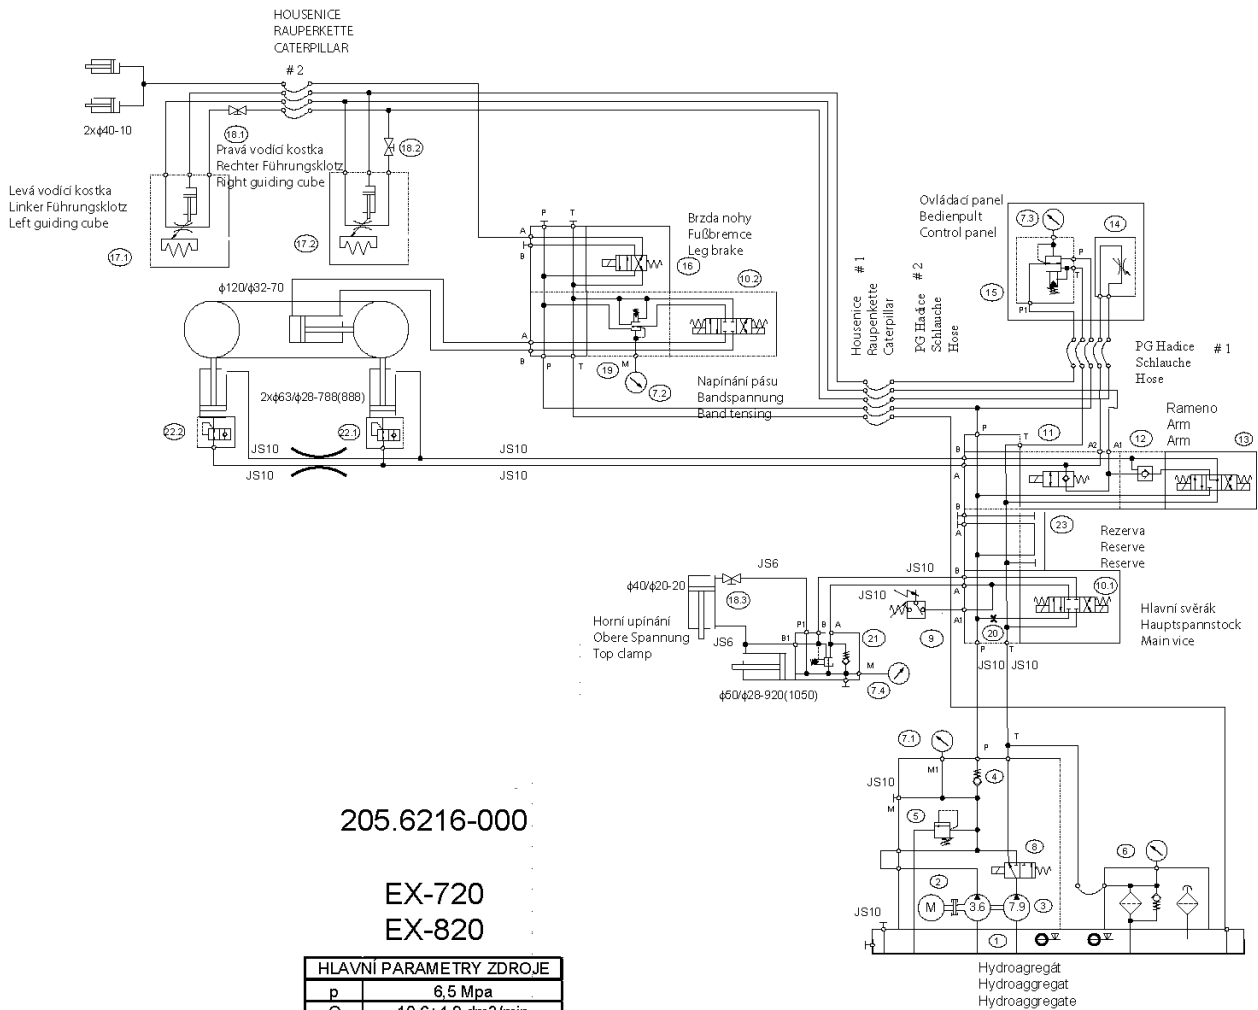 HOUSENICE
RAUPERKETTE
CATERPILLAR
# 2
2xϕ40-10
18.1
18.2
Pravá vodící kostka
Rechter Führungsklotz
Right guiding cube
Levá vodící kostka
Linker Führungsklotz
Left guiding cube
17.1
17.2
P T
A
B
Brzda nohy
Fußbremce
Leg brake
16
10.2
Ovládací panel
Bedienpult
Control panel
7.3
14
P
T
15
P1
ϕ120/ϕ32-70
A
B
P
T
19
M
7.2
Napínání pásu
Bandspannung
Band tensing
Housenice # 1
Raupenkette
Caterpillar
PG Hadice # 2
Schlauche
Hose
PG Hadice # 1
Schlauche
Hose
2xϕ63/ϕ28-788(888)
22.2
22.1
JS10
JS10
JS10
JS10
Rameno
Arm
Arm
P
T
11
A2
A1
12
13
B
A
B
A
23
Rezerva
Reserve
Reserve
JS6
ϕ40/ϕ20-20
18.3
JS10
JS10
B
A
A1
10.1
9
20
P
T
JS10
JS10
Hlavní svěrák
Hauptspannstock
Main vice
Horní upínání
Obere Spannung
Top clamp
JS6
P1
B
A
B1
21
M
7.4
ϕ50/ϕ28-920(1050)
7.1
P
T
M1
4
JS10
M
5
8
6
2
M
3.6
7.9
3
JS10
1
Hydroagregát
Hydroaggregat
Hydroaggregate
205.6216-000
EX-720
EX-820
HLAVNÍ PARAMETRY ZDROJE
p 6,5 Mpa